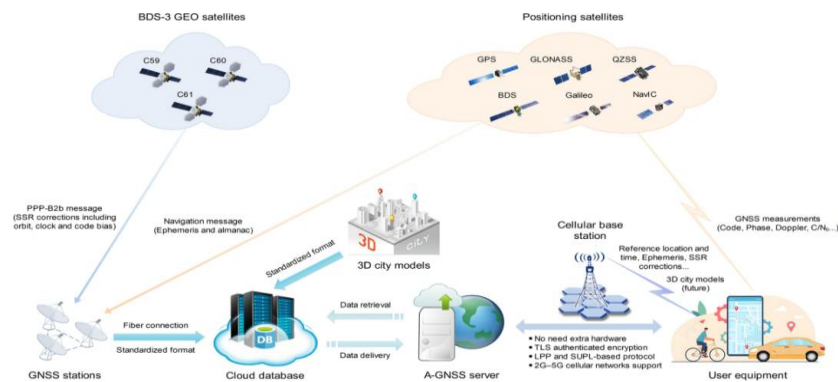 BDS-3 GEO satellites
C59
C60
C61
Positioning satellites
GPS
GLONASS
QZSS
BDS
Galileo
NavIC
PPP-B2b message
(SSR corrections including
orbit, clock and code bias)
Navigation message
(Ephemeris and almanac)
Standardized format
3D
CITY
3D city models
Cellular base
station
Reference location and
time, Ephemeris, SSR
corrections...
3D city models
(future)
GNSS measurements
(Code, Phase, Doppler, C/N₀...)
Fiber connection
Standardized format
DB
Data retrieval
Data delivery
• No need extra hardware
• TLS authenticated encryption
• LPP and SUPL-based protocol
• 2G–5G cellular networks support
GNSS stations
Cloud database
A-GNSS server
User equipment